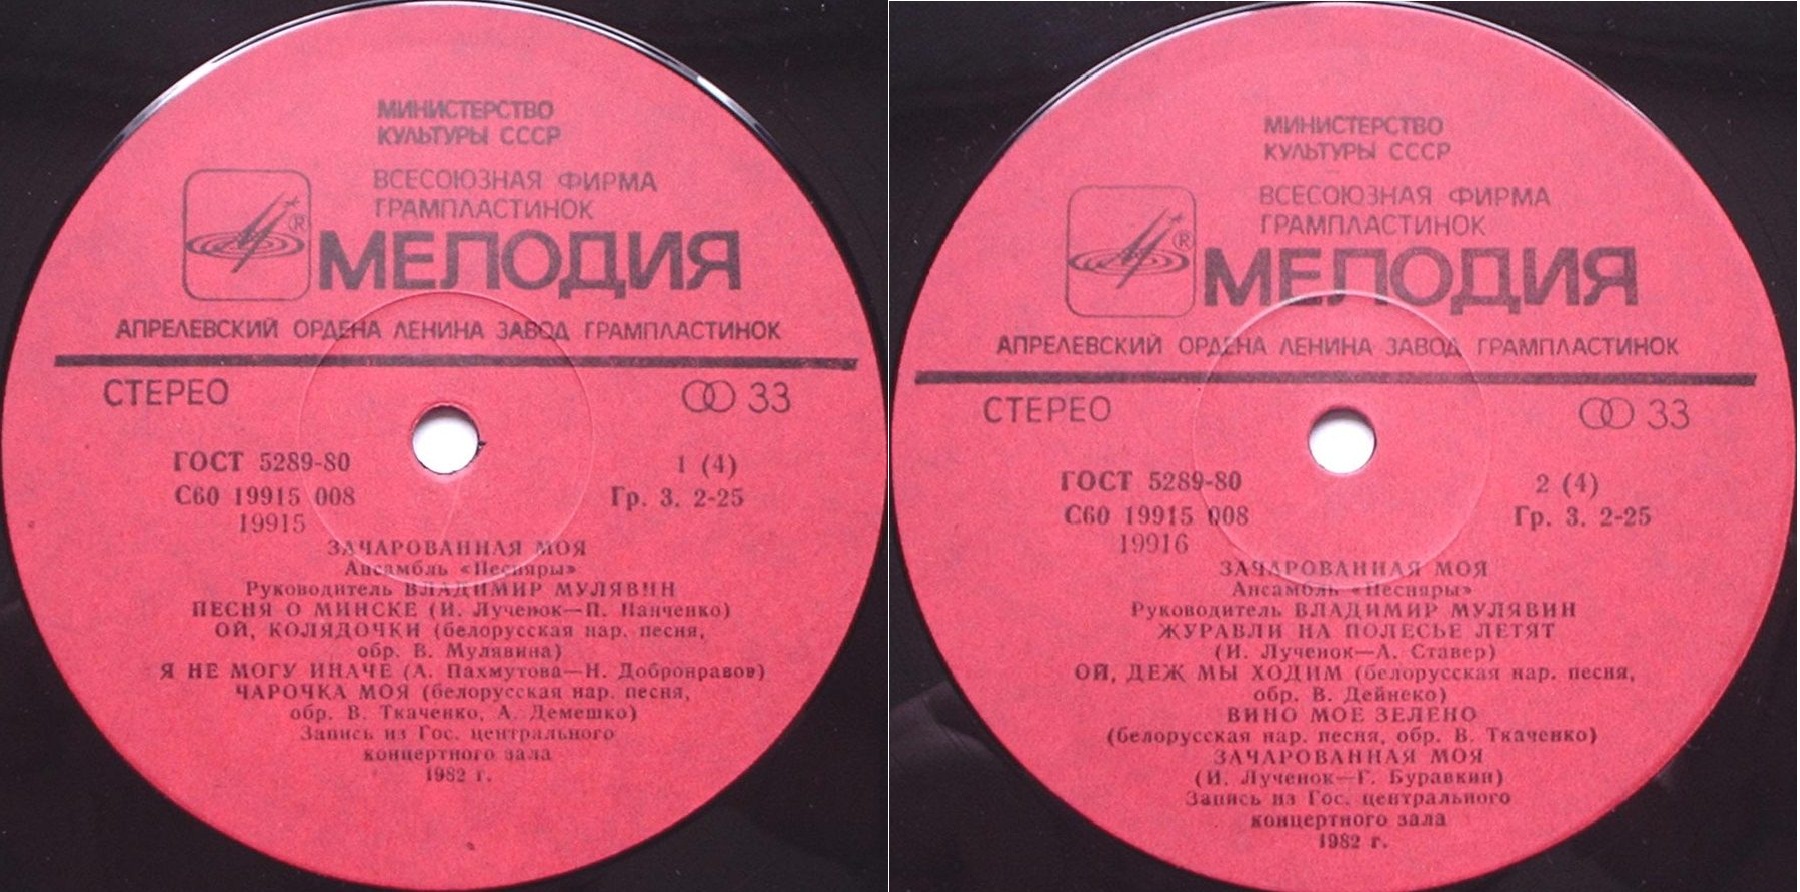 МИНИСТЕРСТВО
КУЛЬТУРЫ СССР
ВСЕСОЮЗНАЯ ФИРМА
ГРАМПЛАСТИНОК
®
МЕЛОДИЯ
АПРЕЛЕВСКИЙ ОРДЕНА ЛЕНИНА ЗАВОД ГРАМПЛАСТИНОК
СТЕРЕО 33
ГОСТ 5289-80 1 (4)
С60 19915 008 Гр. 3. 2-25
19915
ЗАЧАРОВАННАЯ МОЯ
Ансамбль «Песняры»
Руководитель ВЛАДИМИР МУЛЯВИН
ПЕСНЯ О МИНСКЕ (И. Лученок—П. Панченко)
ОЙ, КОЛЯДОЧКИ (белорусская нар. песня,
обр. В. Мулявина)
Я НЕ МОГУ ИНАЧЕ (А. Пахмутова—Н. Добронравов)
ЧАРОЧКА МОЯ (белорусская нар. песня,
обр. В. Ткаченко, А. Демешко)
Запись из Гос. центрального
концертного зала
1982 г.
МИНИСТЕРСТВО
КУЛЬТУРЫ СССР
ВСЕСОЮЗНАЯ ФИРМА
ГРАМПЛАСТИНОК
®
МЕЛОДИЯ
АПРЕЛЕВСКИЙ ОРДЕНА ЛЕНИНА ЗАВОД ГРАМПЛАСТИНОК
СТЕРЕО 33
ГОСТ 5289-80 2 (4)
С60 19915 008 Гр. 3. 2-25
19916
ЗАЧАРОВАННАЯ МОЯ
Ансамбль «Песняры»
Руководитель ВЛАДИМИР МУЛЯВИН
ЖУРАВЛИ НА ПОЛЕСЬЕ ЛЕТЯТ
(И. Лученок—А. Ставер)
ОЙ, ДЕЖ МЫ ХОДИМ (белорусская нар. песня,
обр. В. Дейнеко)
ВИНО МОЕ ЗЕЛЕНО
(белорусская нар. песня, обр. В. Ткаченко)
ЗАЧАРОВАННАЯ МОЯ
(И. Лученок—Г. Буравкин)
Запись из Гос. центрального
концертного зала
1982 г.